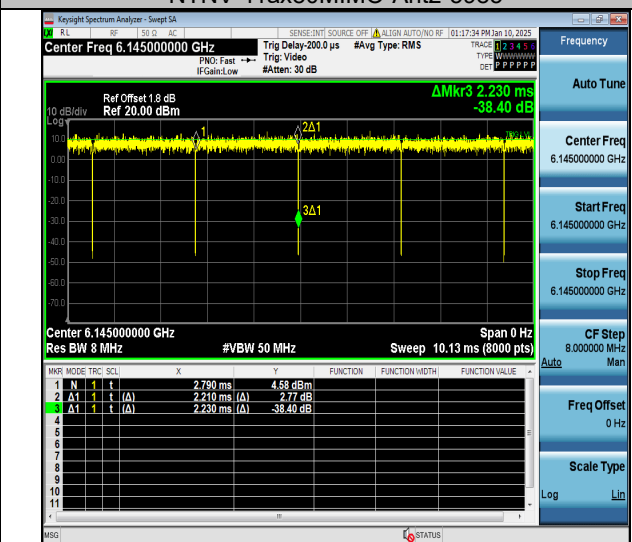 Keysight Spectrum Analyzer - Swept SA
RL RF 50 Ω AC SENSE:INT SOURCE OFF ALIGN AUTO/NO RF 01:17:34 PM Jan 10, 2025
Center Freq 6.145000000 GHz
PNO: Fast
IFGain:Low
Trig Delay-200.0 µs
Trig: Video
#Atten: 30 dB
#Avg Type: RMS
TRACE 1 2 3 4 5 6
TYPE WWWWWW
DET P P P P P P
Frequency
Auto Tune
Center Freq
6.145000000 GHz
Start Freq
6.145000000 GHz
Stop Freq
6.145000000 GHz
CF Step
8.000000 MHz
Auto Man
Freq Offset
0 Hz
Scale Type
Log Lin
ΔMkr3 2.230 ms
-38.40 dB
Ref Offset 1.8 dB
10 dB/div Ref 20.00 dBm
Log
10.0
0.00
-10.0
-20.0
-30.0
-40.0
-50.0
-60.0
-70.0
1
2Δ1
3Δ1
Center 6.145000000 GHz Span 0 Hz
Res BW 8 MHz #VBW 50 MHz Sweep 10.13 ms (8000 pts)
MKR MODE TRC SCL X Y FUNCTION FUNCTION WIDTH FUNCTION VALUE
1 N 1 t 2.790 ms 4.58 dBm
2 Δ1 1 t (Δ) 2.210 ms (Δ) 2.77 dB
3 Δ1 1 t (Δ) 2.230 ms (Δ) -38.40 dB
4
5
6
7
8
9
10
11
MSG STATUS